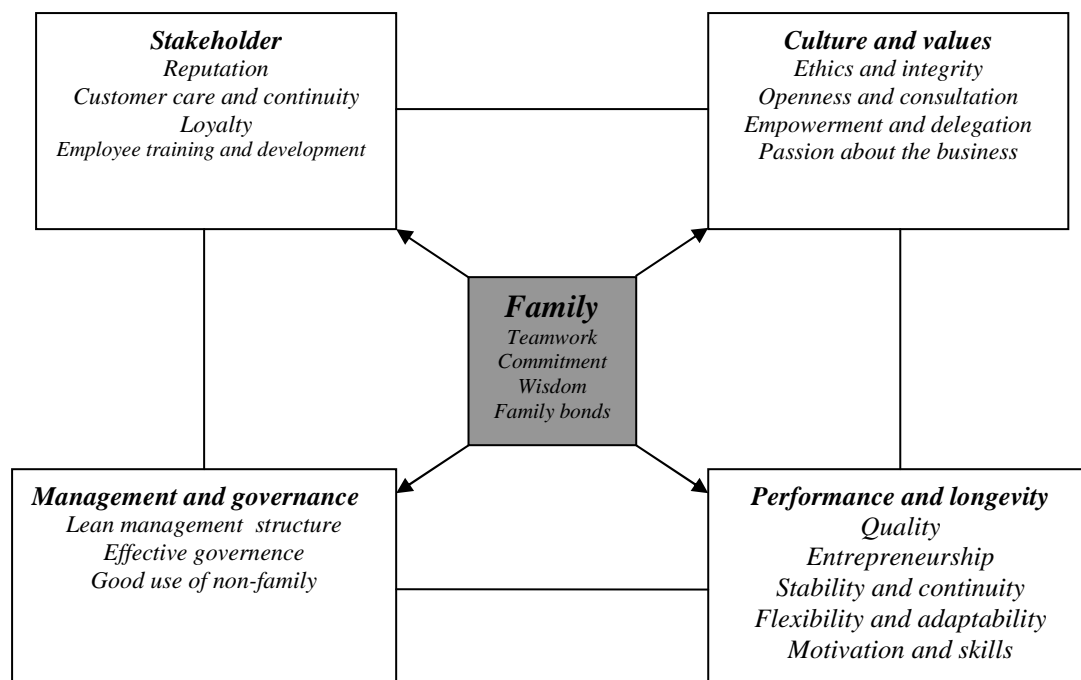 Stakeholder
Reputation
Customer care and continuity
Loyalty
Employee training and development
Culture and values
Ethics and integrity
Openness and consultation
Empowerment and delegation
Passion about the business
Family
Teamwork
Commitment
Wisdom
Family bonds
Management and governance
Lean management structure
Effective governence
Good use of non-family
Performance and longevity
Quality
Entrepreneurship
Stability and continuity
Flexibility and adaptability
Motivation and skills